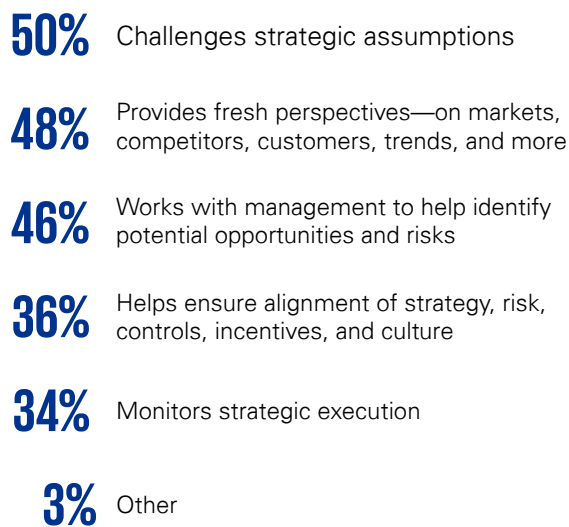 50% Challenges strategic assumptions
48% Provides fresh perspectives—on markets,
competitors, customers, trends, and more
46% Works with management to help identify
potential opportunities and risks
36% Helps ensure alignment of strategy, risk,
controls, incentives, and culture
34% Monitors strategic execution
3% Other